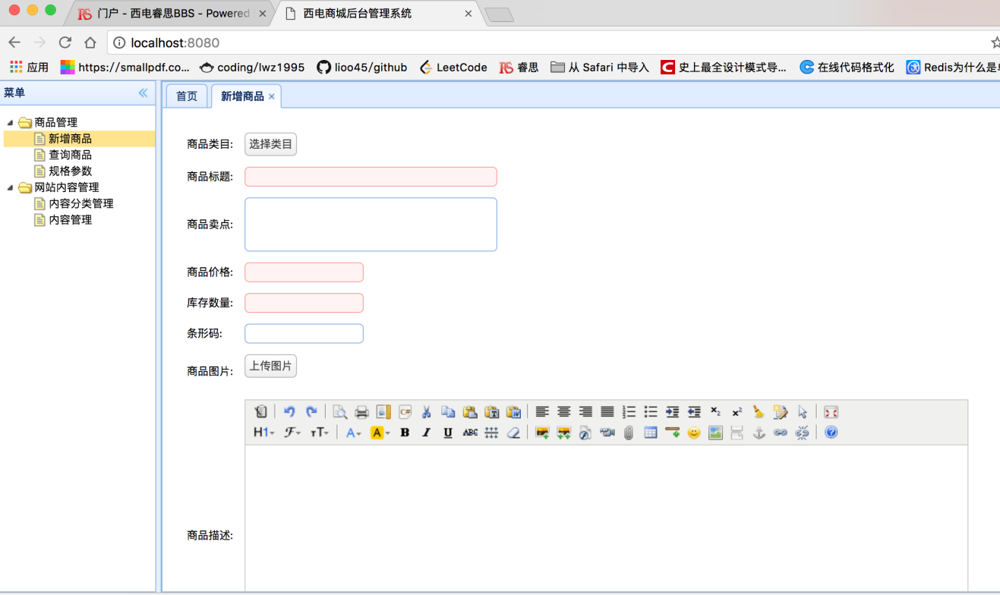 门户 - 西电睿思BBS - Powered
西电商城后台管理系统
localhost:8080
应用
https://smallpdf.co...
coding/lwz1995
lioo45/github
LeetCode
睿思
从 Safari 中导入
史上最全设计模式导...
在线代码格式化
Redis为什么是单
菜单
首页
新增商品
商品管理
新增商品
查询商品
规格参数
网站内容管理
内容分类管理
内容管理
商品类目:
选择类目
商品标题:
商品卖点:
商品价格:
库存数量:
条形码:
商品图片:
上传图片
H1 F TT A A B I U ABC
商品描述: